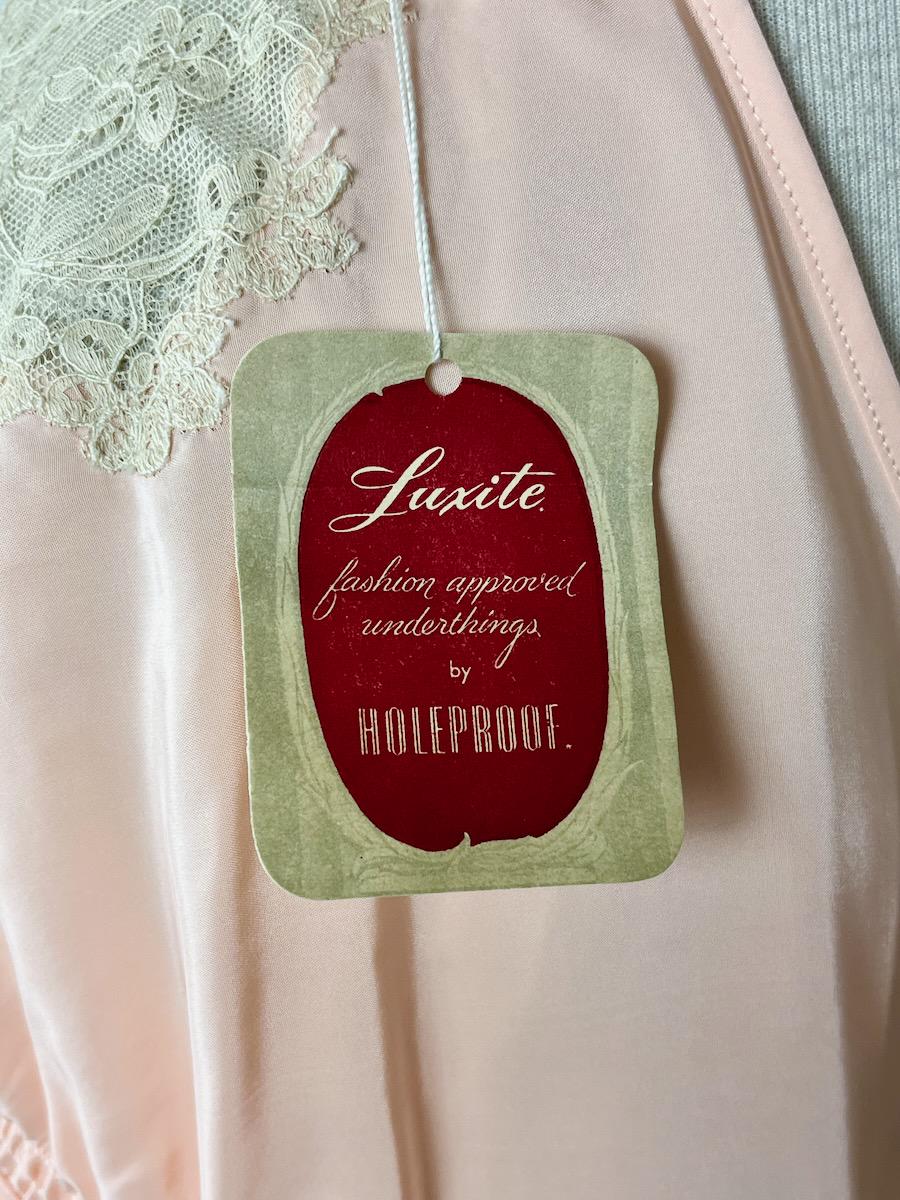 Luxite.
fashion approved
underthings
by
HOLEPROOF.